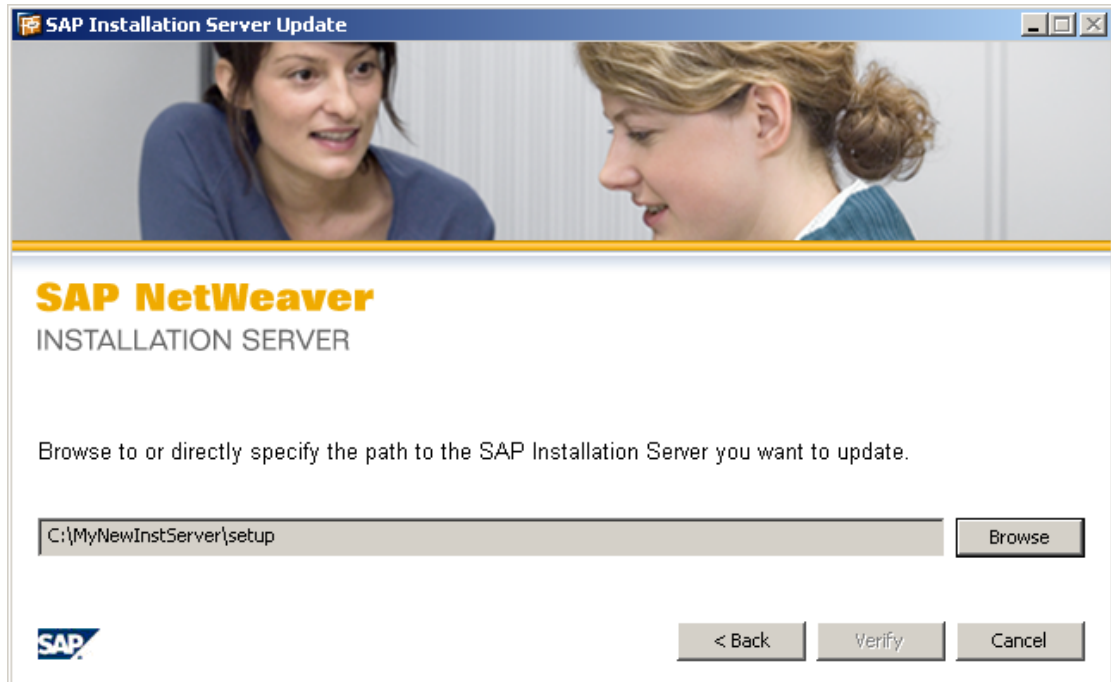 SAP Installation Server Update
SAP NetWeaver
INSTALLATION SERVER
Browse to or directly specify the path to the SAP Installation Server you want to update.
C:\MyNewInstServer\setup
Browse
SAP
< Back
Verify
Cancel